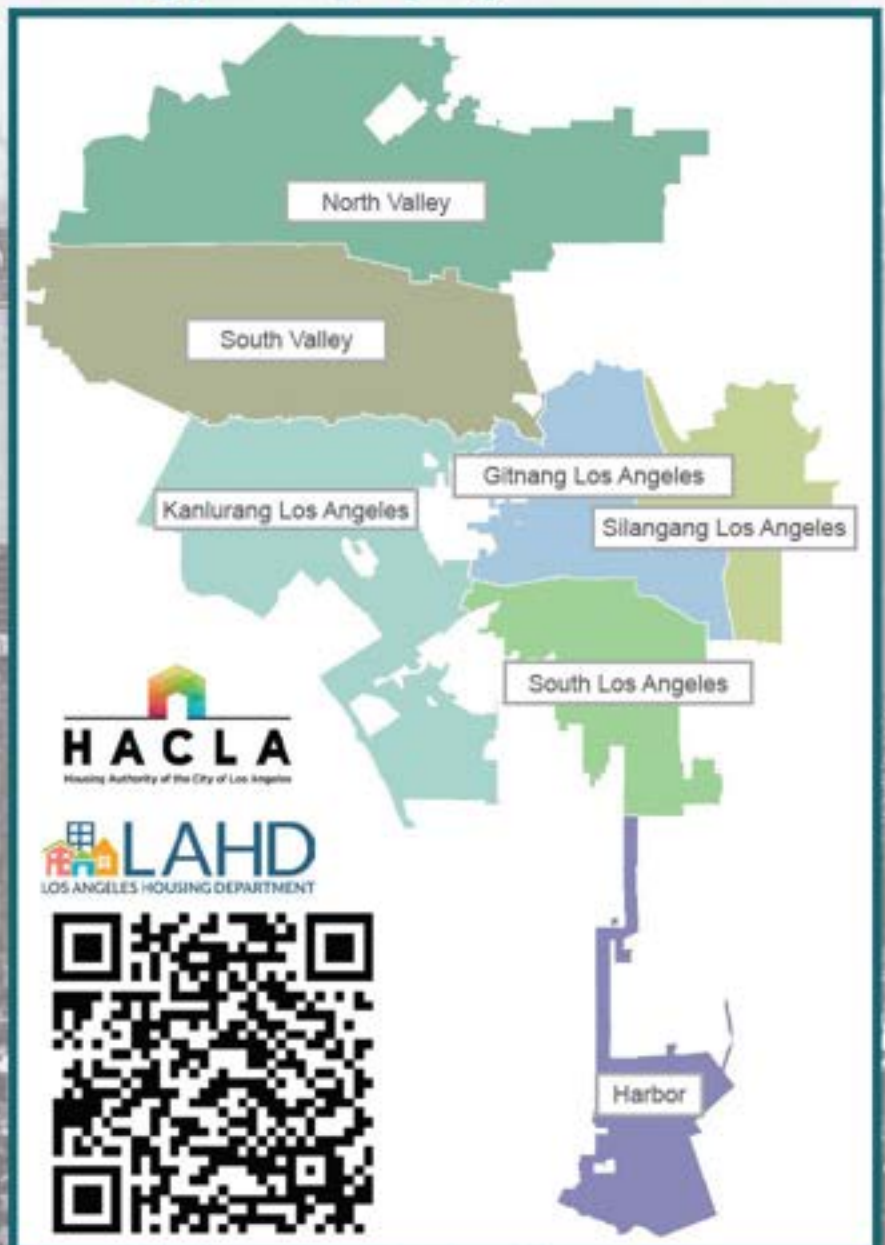 North Valley
South Valley
Gitnang Los Angeles
Kanlurang Los Angeles
Silangang Los Angeles
South Los Angeles
HACLA
Housing Authority of the City of Los Angeles
LAHD
LOS ANGELES HOUSING DEPARTMENT
Harbor